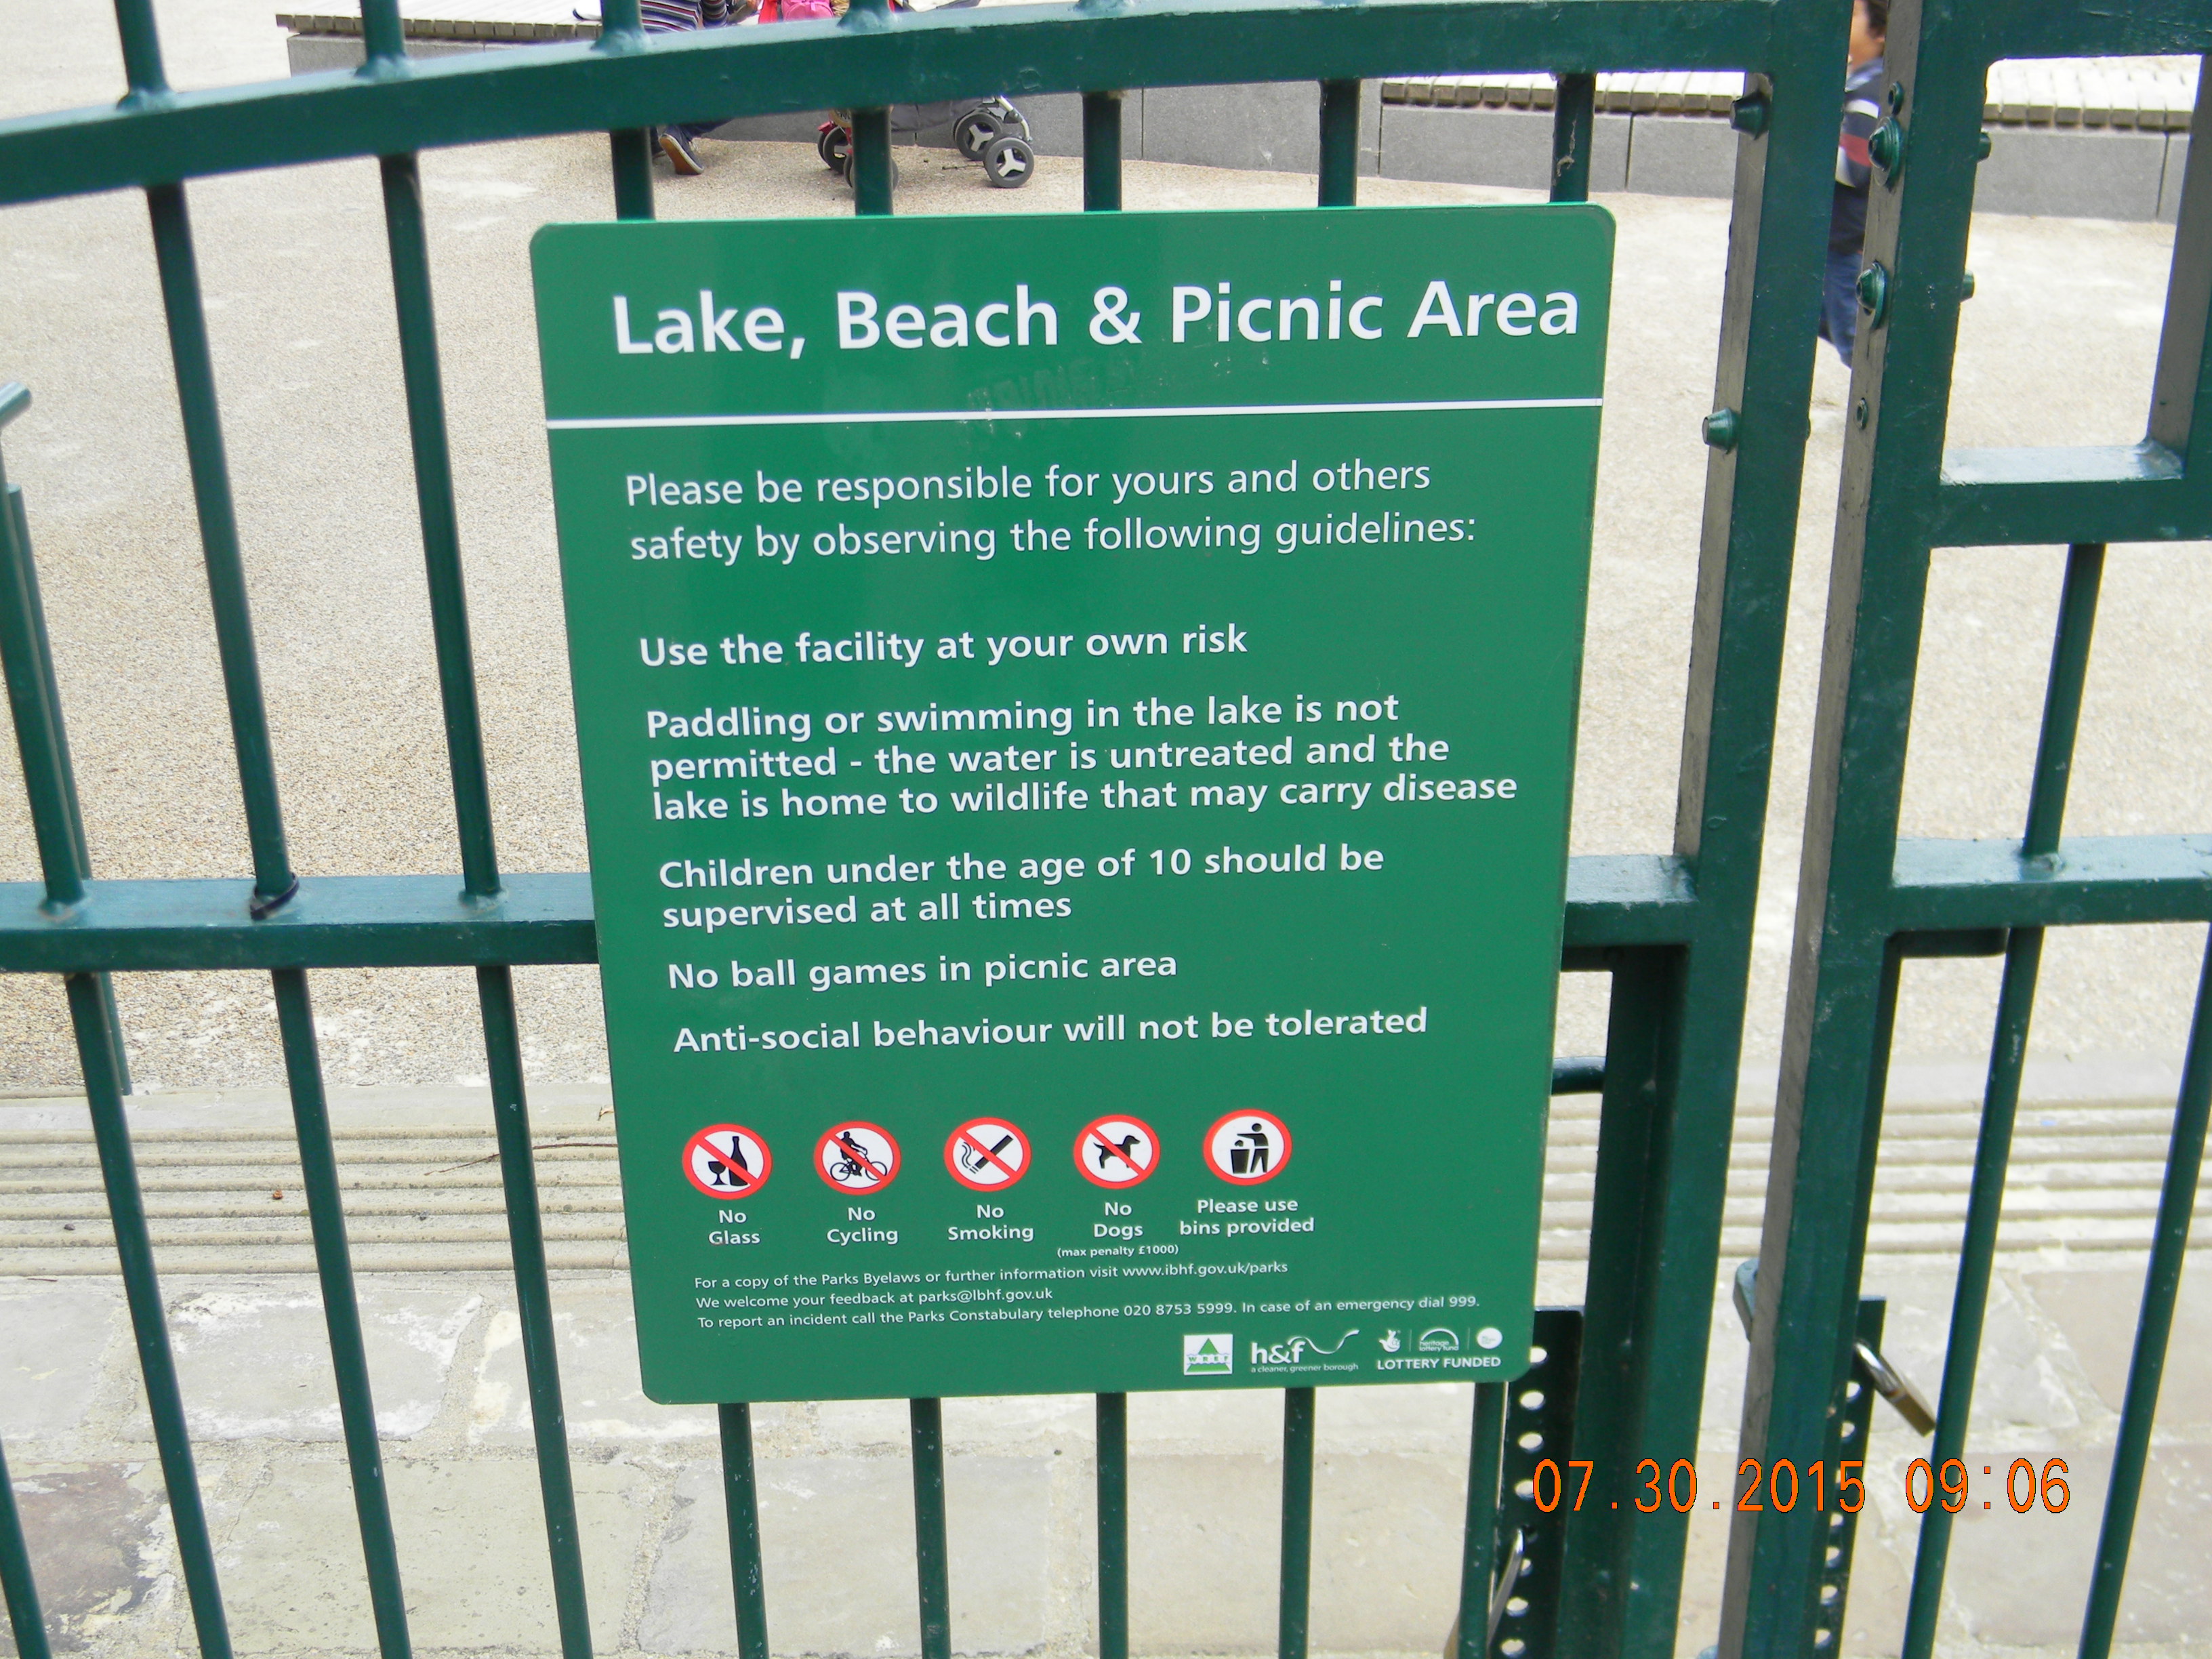 Lake, Beach & Picnic Area
Please be responsible for yours and others
safety by observing the following guidelines:
Use the facility at your own risk
Paddling or swimming in the lake is not
permitted - the water is untreated and the
lake is home to wildlife that may carry disease
Children under the age of 10 should be
supervised at all times
No ball games in picnic area
Anti-social behaviour will not be tolerated
No
Glass
No
Cycling
No
Smoking
No
Dogs
(max penalty £1000)
Please use
bins provided
For a copy of the Parks Byelaws or further information visit www.ibhf.gov.uk/parks
We welcome your feedback at parks@lbhf.gov.uk
To report an incident call the Parks Constabulary telephone 020 8753 5999. In case of an emergency dial 999.
h&f
a cleaner, greener borough
heritage
lottery fund
LOTTERY FUNDED
07.30.2015 09:06